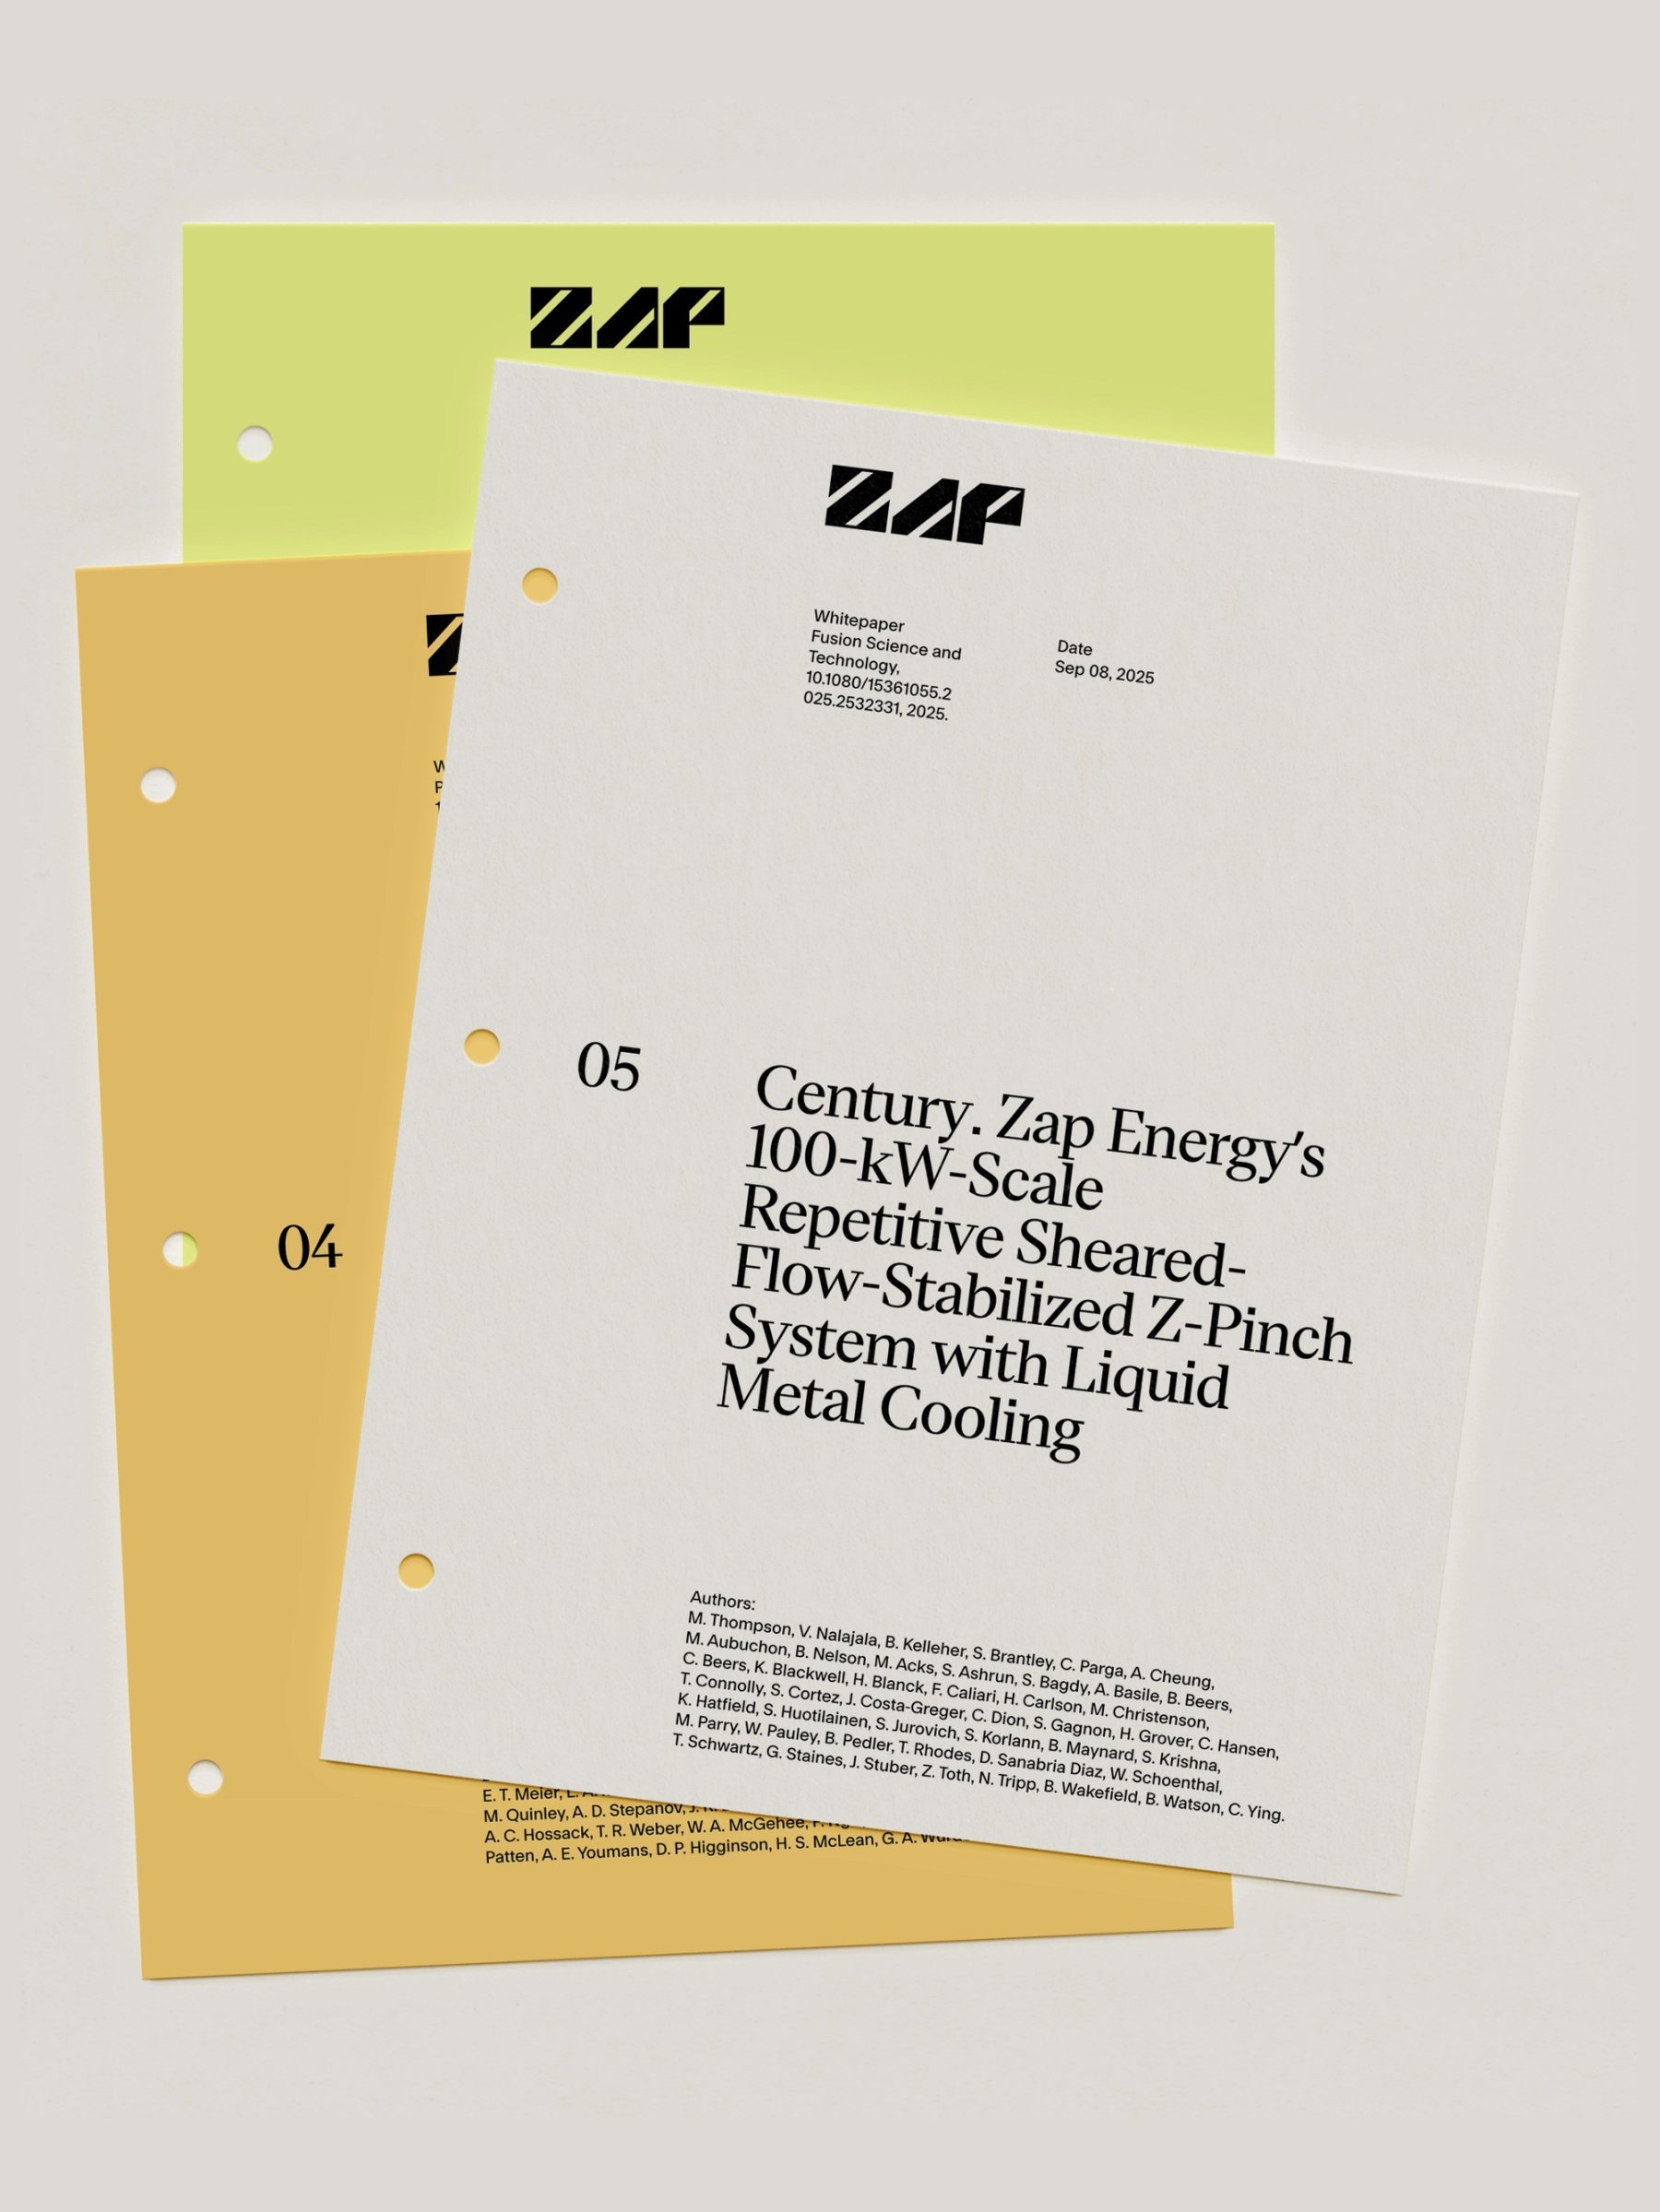 ZAP
ZAP
Whitepaper
Fusion Science and
Technology,
10.1080/15361055.2
025.2532331, 2025.
Date
Sep 08, 2025
05
Century. Zap Energy's
100-kW-Scale
Repetitive Sheared-
Flow-Stabilized Z-Pinch
System with Liquid
Metal Cooling
Authors:
M. Thompson, V. Nalajala, B. Kelleher, S. Brantley, C. Parga, A. Cheung,
M. Aubuchon, B. Nelson, M. Acks, S. Ashrun, S. Bagdy, A. Basile, B. Beers,
C. Beers, K. Blackwell, H. Blanck, F. Caliari, H. Carlson, M. Christenson,
T. Connolly, S. Cortez, J. Costa-Greger, C. Dion, S. Gagnon, H. Grover, C. Hansen,
K. Hatfield, S. Huotilainen, S. Jurovich, S. Korlann, B. Maynard, S. Krishna,
M. Parry, W. Pauley, B. Pedler, T. Rhodes, D. Sanabria Diaz, W. Schoenthal,
T. Schwartz, G. Staines, J. Stuber, Z. Toth, N. Tripp, B. Wakefield, B. Watson, C. Ying.
04
E. T. Meier,
M. Quinley, A. D. Stepanov, J.
A. C. Hossack, T. R. Weber, W. A. McGehee,
Patten, A. E. Youmans, D. P. Higginson, H. S. McLean, G. A.